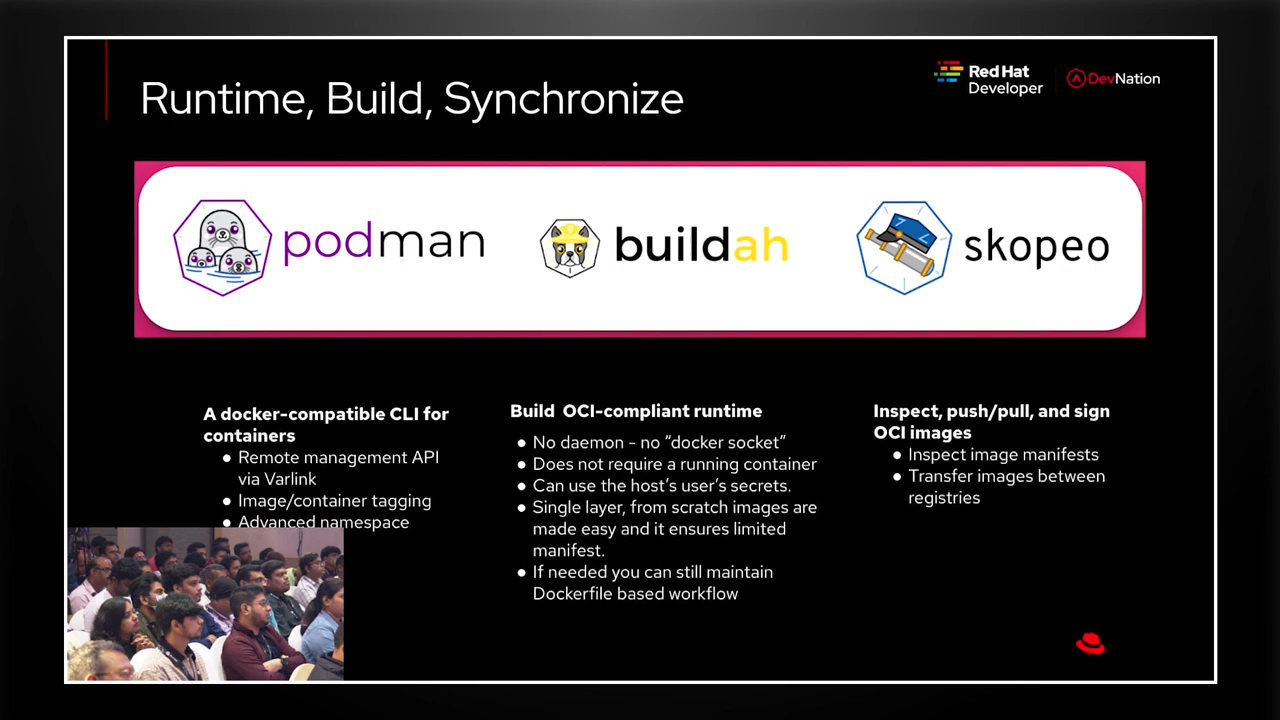 Runtime, Build, Synchronize
Red Hat
Developer
DevNation
podman
buildah
skopeo
A docker-compatible CLI for
containers
● Remote management API
via Varlink
● Image/container tagging
● Advanced namespace
Build OCI-compliant runtime
● No daemon - no “docker socket”
● Does not require a running container
● Can use the host’s user’s secrets.
● Single layer, from scratch images are
made easy and it ensures limited
manifest.
● If needed you can still maintain
Dockerfile based workflow
Inspect, push/pull, and sign
OCI images
● Inspect image manifests
● Transfer images between
registries